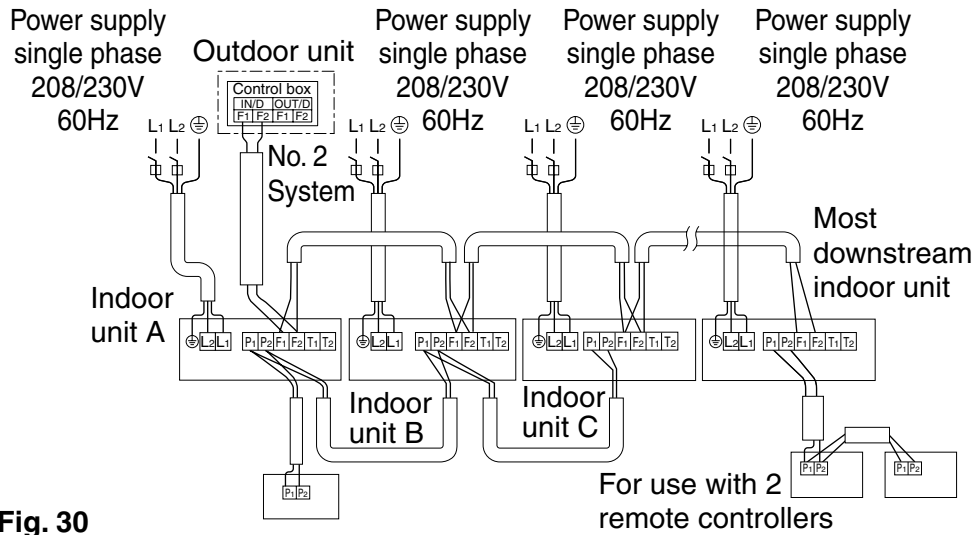 Power supply
single phase
208/230V
60Hz
Outdoor unit
Control box
IN/D OUT/D
F1 F2 F1 F2
Power supply
single phase
208/230V
60Hz
Power supply
single phase
208/230V
60Hz
Power supply
single phase
208/230V
60Hz
L1 L2
L1 L2
L1 L2
L1 L2
No. 2
System
Most
downstream
indoor unit
Indoor
unit A
L2 L1 P1 P2 F1 F2 T1 T2
L2 L1 P1 P2 F1 F2 T1 T2
L2 L1 P1 P2 F1 F2 T1 T2
L2 L1 P1 P2 F1 F2 T1 T2
Indoor
unit B
Indoor
unit C
P1 P2
P1 P2
P1 P2
For use with 2
remote controllers
Fig. 30